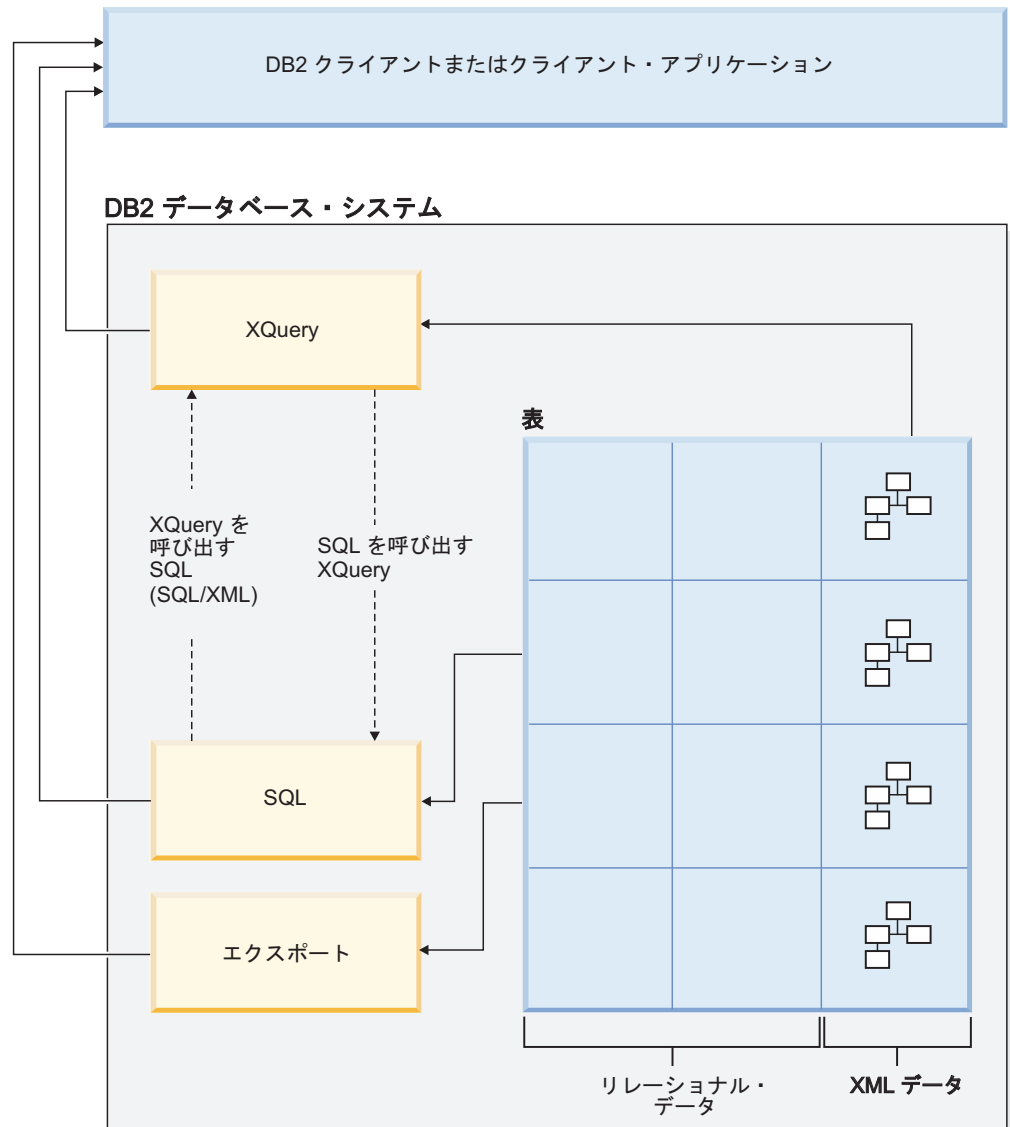 DB2 クライアントまたはクライアント・アプリケーション
DB2 データベース・システム
XQuery
表
XQuery を
呼び出す
SQL
(SQL/XML)
SQL を呼び出す
XQuery
SQL
エクスポート
リレーショナル・
データ
XML データ